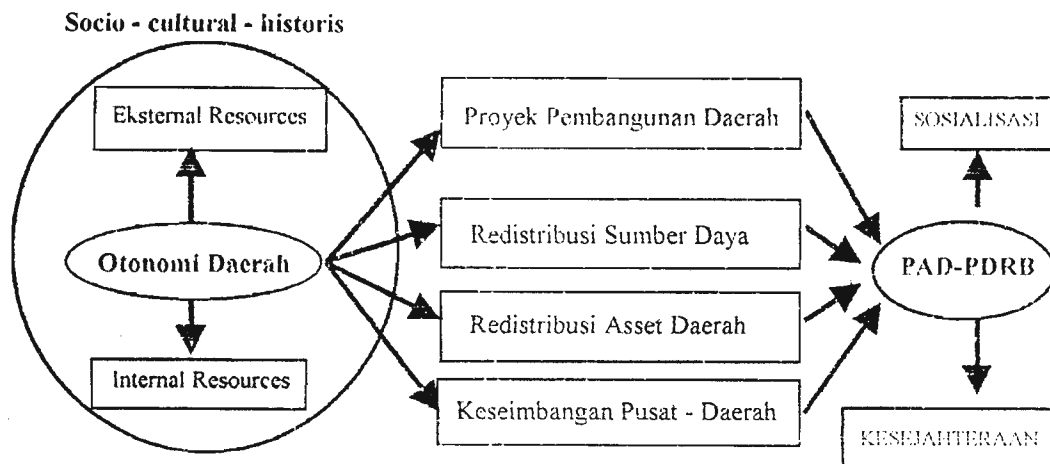 Socio - cultural - historis
Eksternal Resources
Otonomi Daerah
Internal Resources
Proyek Pembangunan Daerah
Redistribusi Sumber Daya
Redistribusi Asset Daerah
Keseimbangan Pusat - Daerah
SOSIALISASI
PAD-PDRB
KESEJAHTERAAN